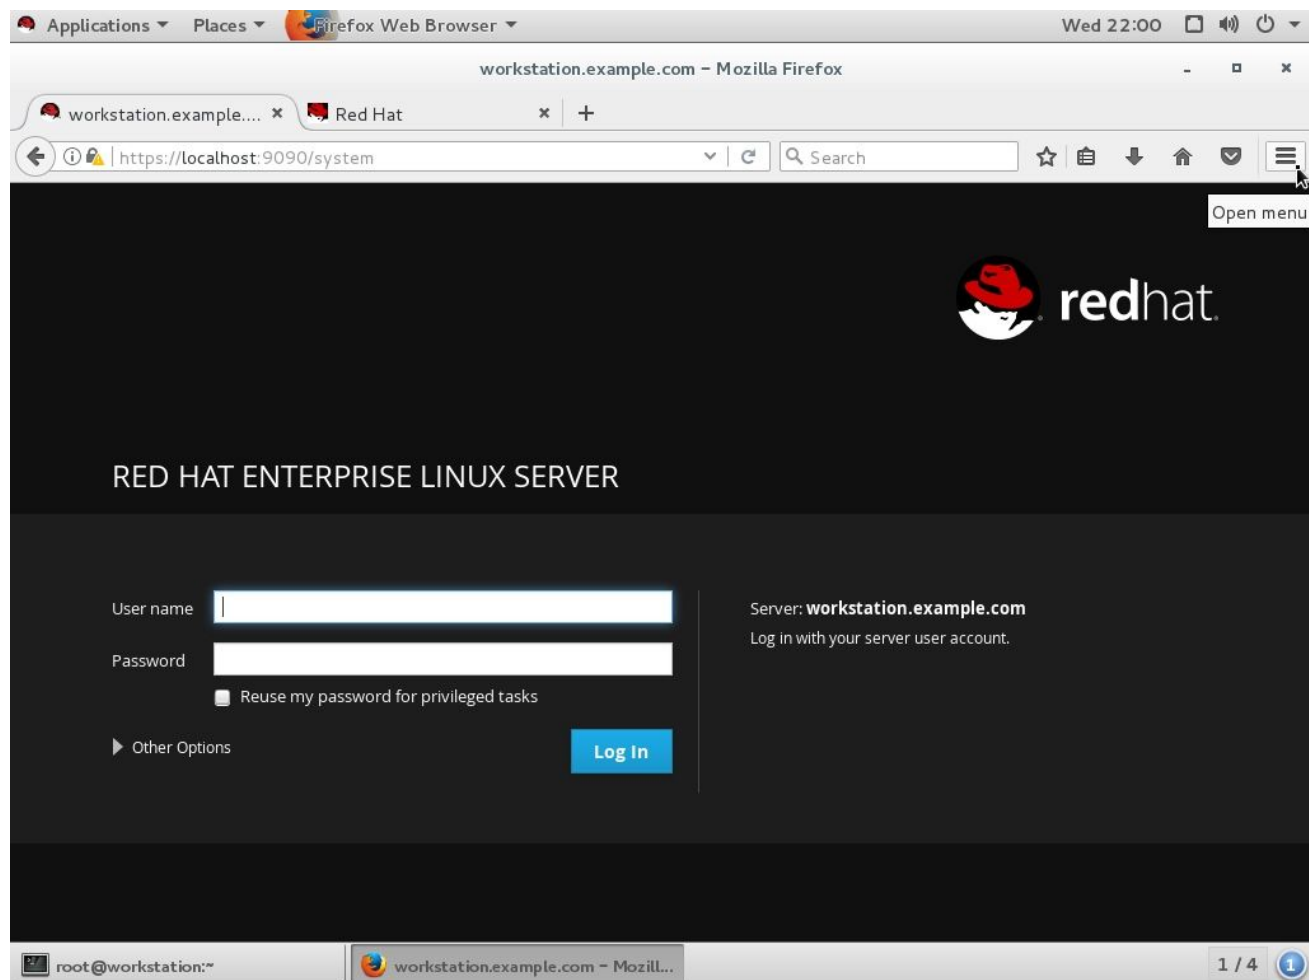 Applications Places Firefox Web Browser Wed 22:00
workstation.example.com – Mozilla Firefox
workstation.example.... Red Hat
https://localhost:9090/system Search
Open menu
redhat.
RED HAT ENTERPRISE LINUX SERVER
User name
Password
Reuse my password for privileged tasks
Other Options
Log In
Server: workstation.example.com
Log in with your server user account.
root@workstation:~ workstation.example.com – Mozill... 1 / 4 1